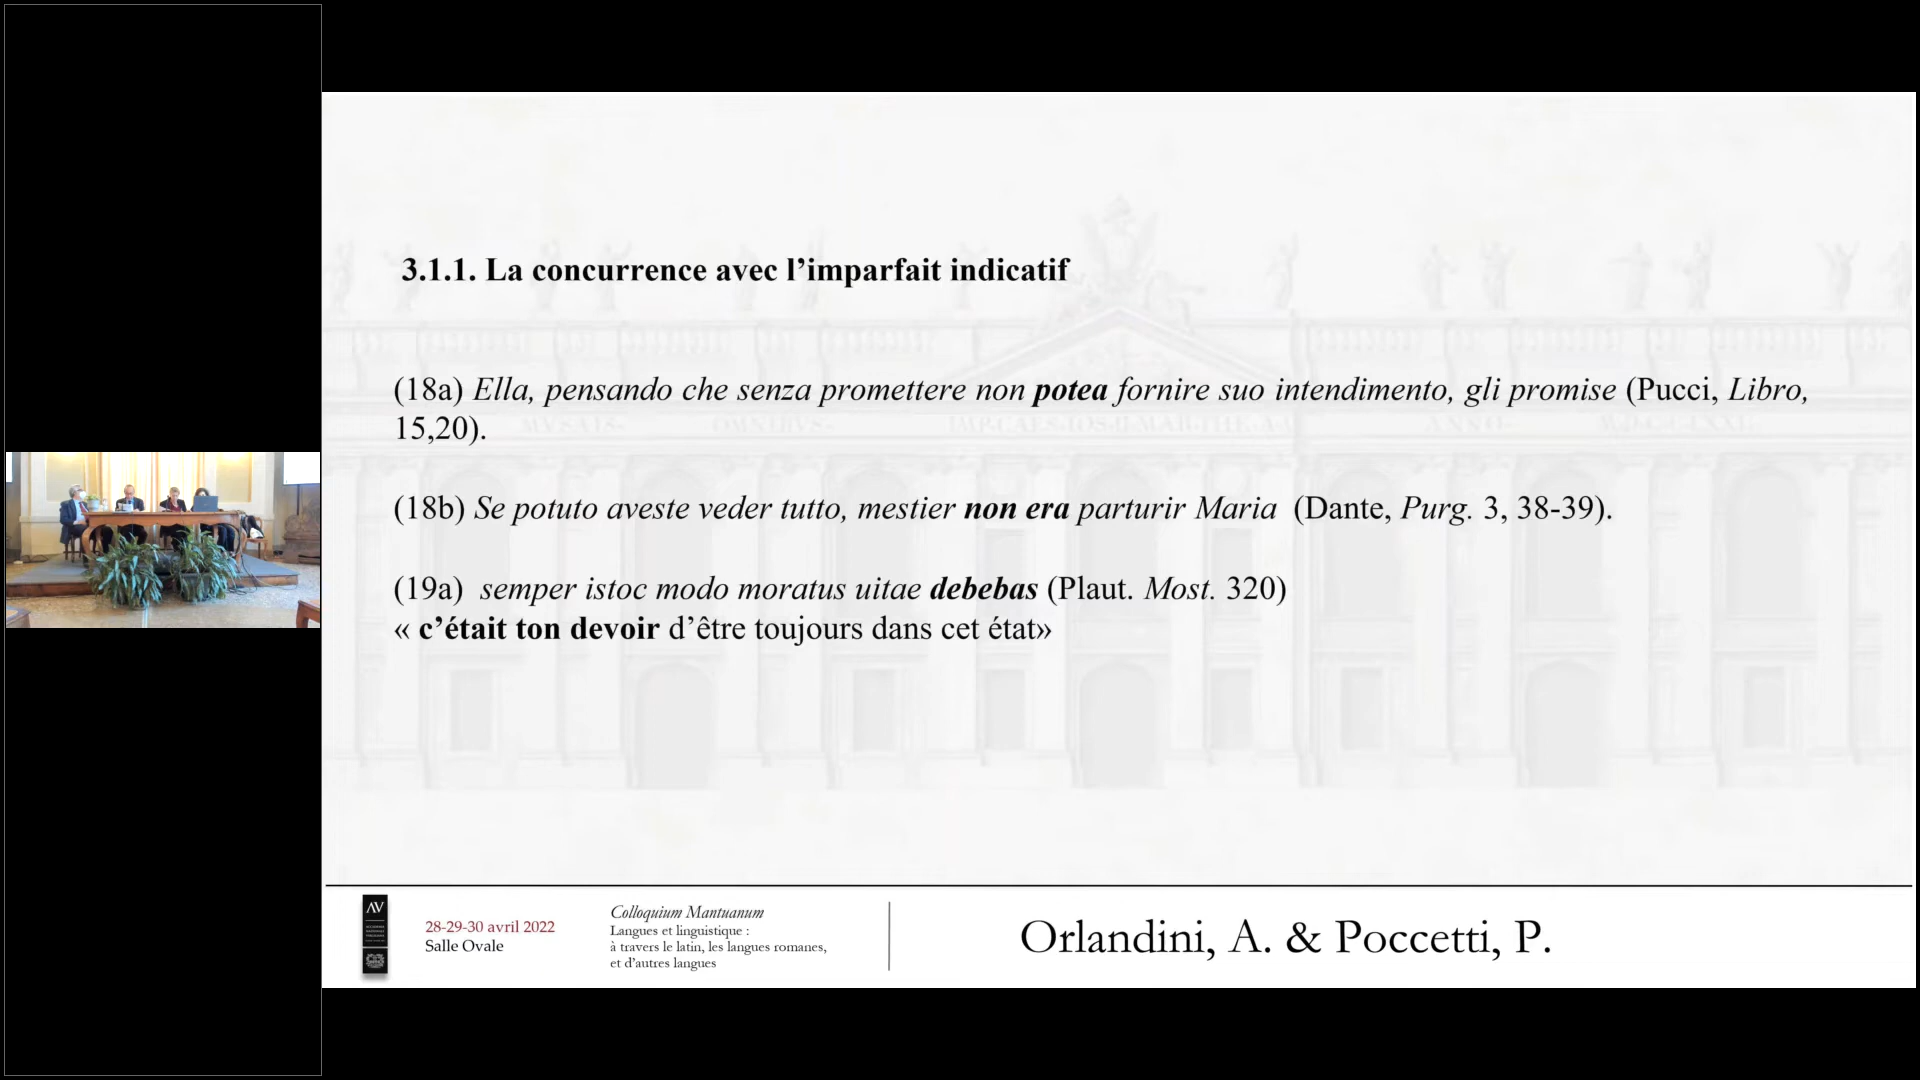 3.1.1. La concurrence avec l’imparfait indicatif
(18a) Ella, pensando che senza promettere non potea fornire suo intendimento, gli promise (Pucci, Libro,
15,20).
(18b) Se potuto aveste veder tutto, mestier non era parturir Maria (Dante, Purg. 3, 38-39).
(19a) semper istoc modo moratus uitae debebas (Plaut. Most. 320)
« c’était ton devoir d’être toujours dans cet état»
AV
28-29-30 avril 2022
Salle Ovale
Colloquium Mantuanum
Langues et linguistique :
à travers le latin, les langues romanes,
et d’autres langues
Orlandini, A. & Poccetti, P.